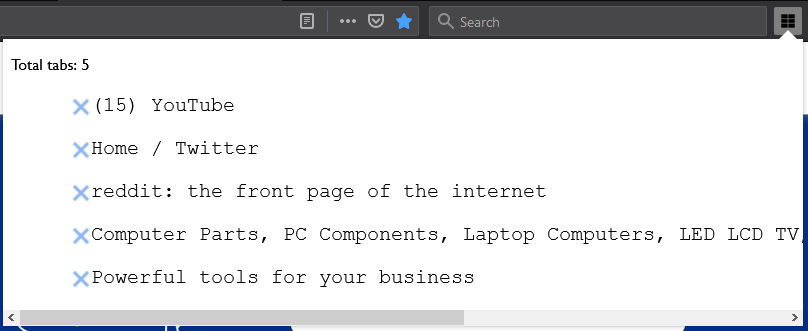 Search
Total tabs: 5
(15) YouTube
Home / Twitter
reddit: the front page of the internet
Computer Parts, PC Components, Laptop Computers, LED LCD TV,
Powerful tools for your business